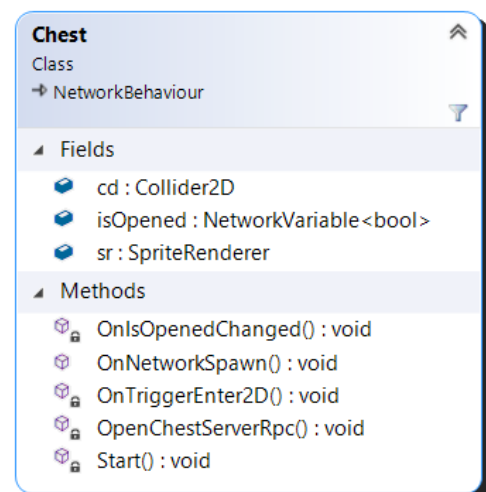 Chest
Class
NetworkBehaviour
Fields
cd : Collider2D
isOpened : NetworkVariable<bool>
sr : SpriteRenderer
Methods
OnIsOpenedChanged() : void
OnNetworkSpawn() : void
OnTriggerEnter2D() : void
OpenChestServerRpc() : void
Start() : void